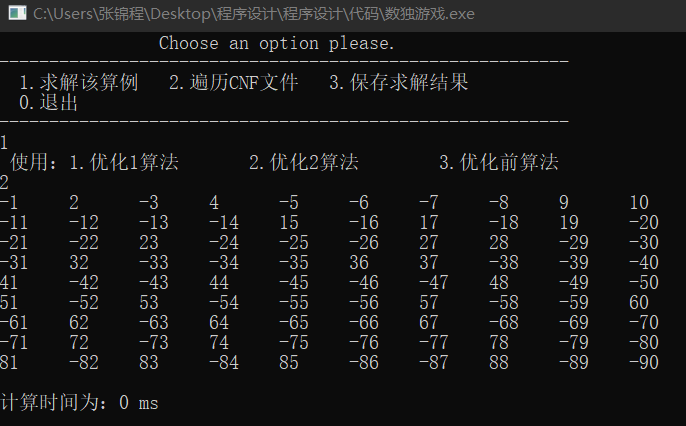 C:\Users\张锦程\Desktop\程序设计\程序设计\代码\数独游戏.exe
Choose an option please.
1.求解该算例 2.遍历CNF文件 3.保存求解结果
0.退出
1
使用：1.优化1算法 2.优化2算法 3.优化前算法
2
-1 2 -3 4 -5 -6 -7 -8 9 10
-11 -12 -13 -14 15 -16 17 -18 19 -20
-21 -22 23 -24 -25 -26 27 28 -29 -30
-31 32 -33 -34 -35 36 37 -38 -39 -40
41 -42 -43 44 -45 -46 -47 48 -49 -50
51 -52 53 -54 -55 -56 57 -58 -59 60
-61 62 -63 64 -65 -66 67 -68 -69 -70
-71 72 -73 74 -75 -76 -77 78 -79 -80
81 -82 83 -84 85 -86 -87 88 -89 -90
计算时间为：0 ms